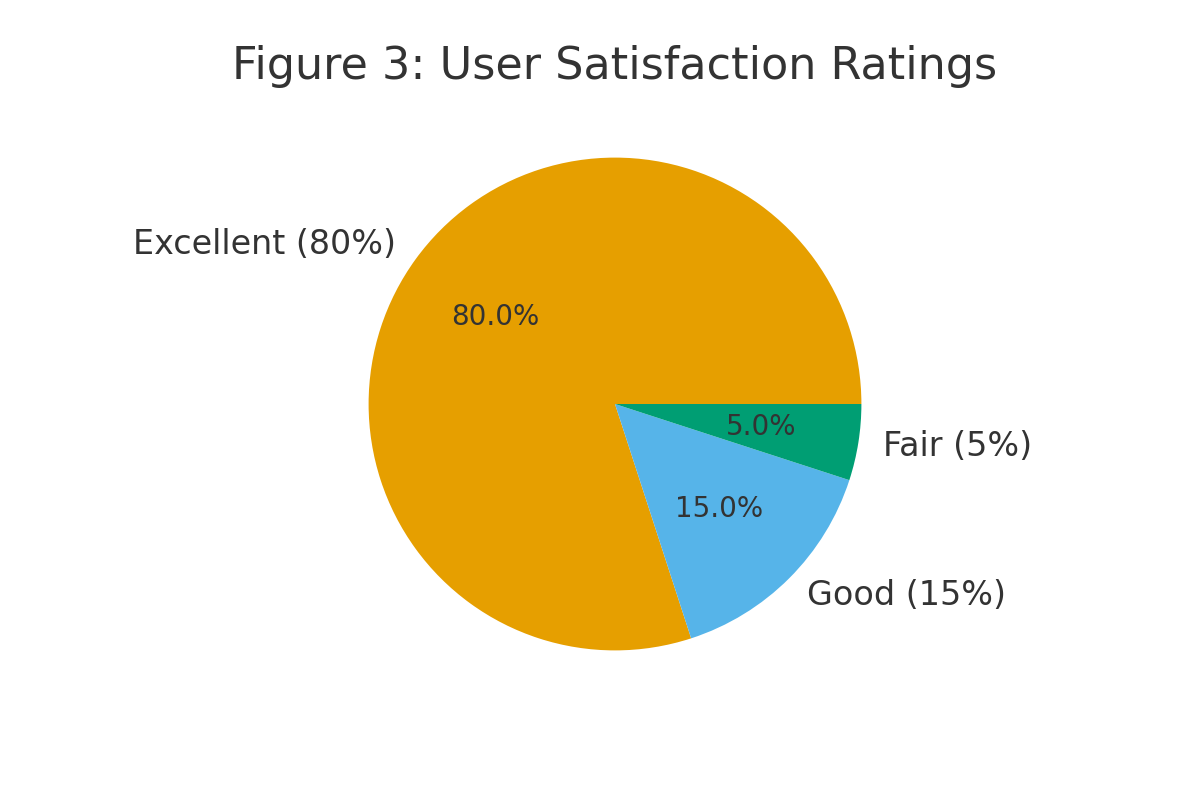 Figure 3: User Satisfaction Ratings
Excellent (80%)
80.0%
5.0%
Fair (5%)
15.0%
Good (15%)